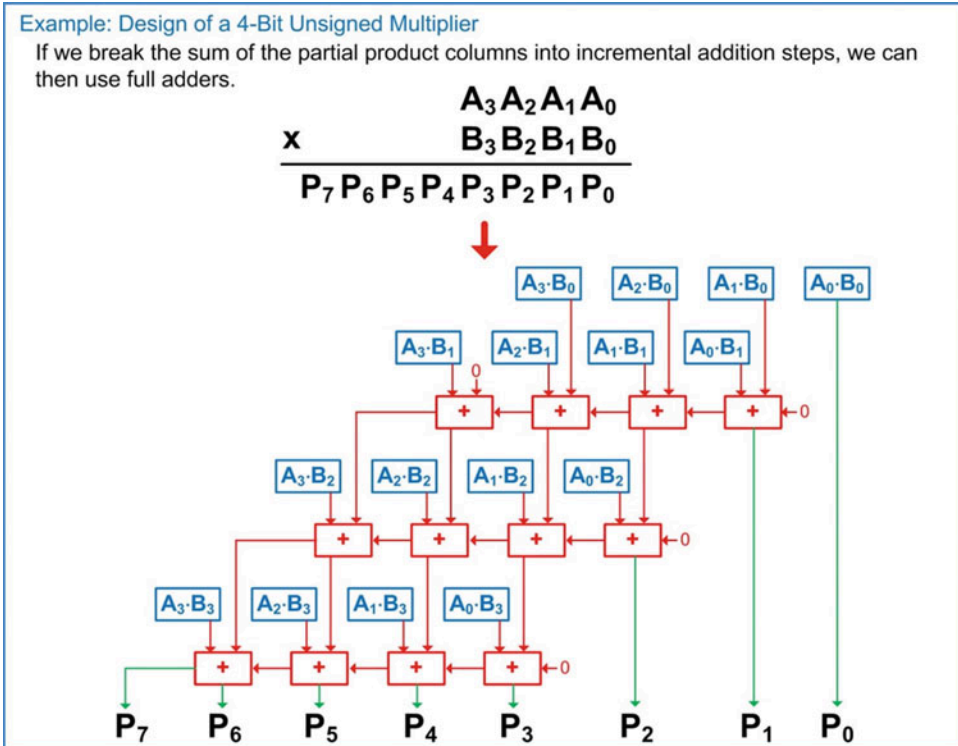 Example: Design of a 4-Bit Unsigned Multiplier
If we break the sum of the partial product columns into incremental addition steps, we can
then use full adders.
A₃ A₂ A₁ A₀
x B₃ B₂ B₁ B₀
P₇ P₆ P₅ P₄ P₃ P₂ P₁ P₀
A₃·B₀ A₂·B₀ A₁·B₀ A₀·B₀
A₃·B₁ A₂·B₁ A₁·B₁ A₀·B₁
0
+ + + + 0
A₃·B₂ A₂·B₂ A₁·B₂ A₀·B₂
+ + + + 0
A₃·B₃ A₂·B₃ A₁·B₃ A₀·B₃
+ + + + 0
P₇ P₆ P₅ P₄ P₃ P₂ P₁ P₀